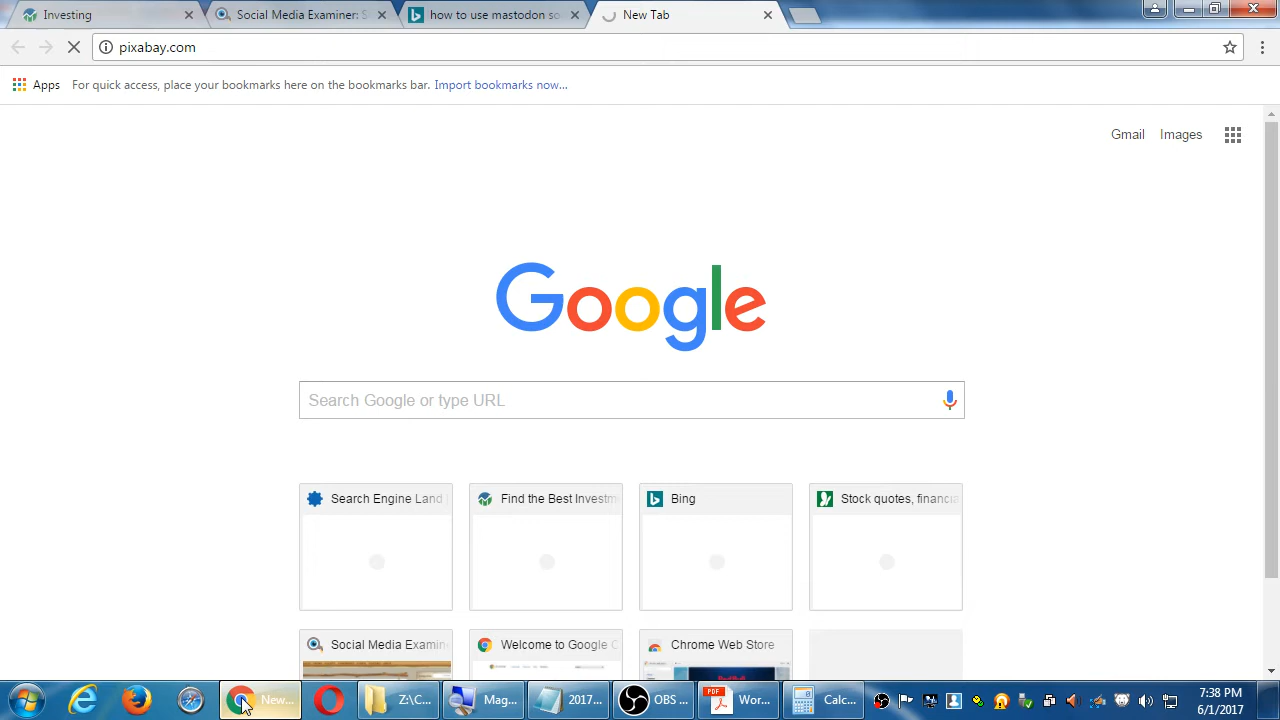 Investing
Social Media Examiner: S
how to use mastodon so
New Tab
pixabay.com
Apps
For quick access, place your bookmarks here on the bookmarks bar. Import bookmarks now...
Gmail
Images
Google
Search Google or type URL
Search Engine Land
Find the Best Investm
Bing
Stock quotes, financia
Social Media Examin
Welcome to Google C
Chrome Web Store
New...
Z:\C...
Mag...
2017...
OBS ...
PDF
Wor...
Calc...
7:38 PM
6/1/2017